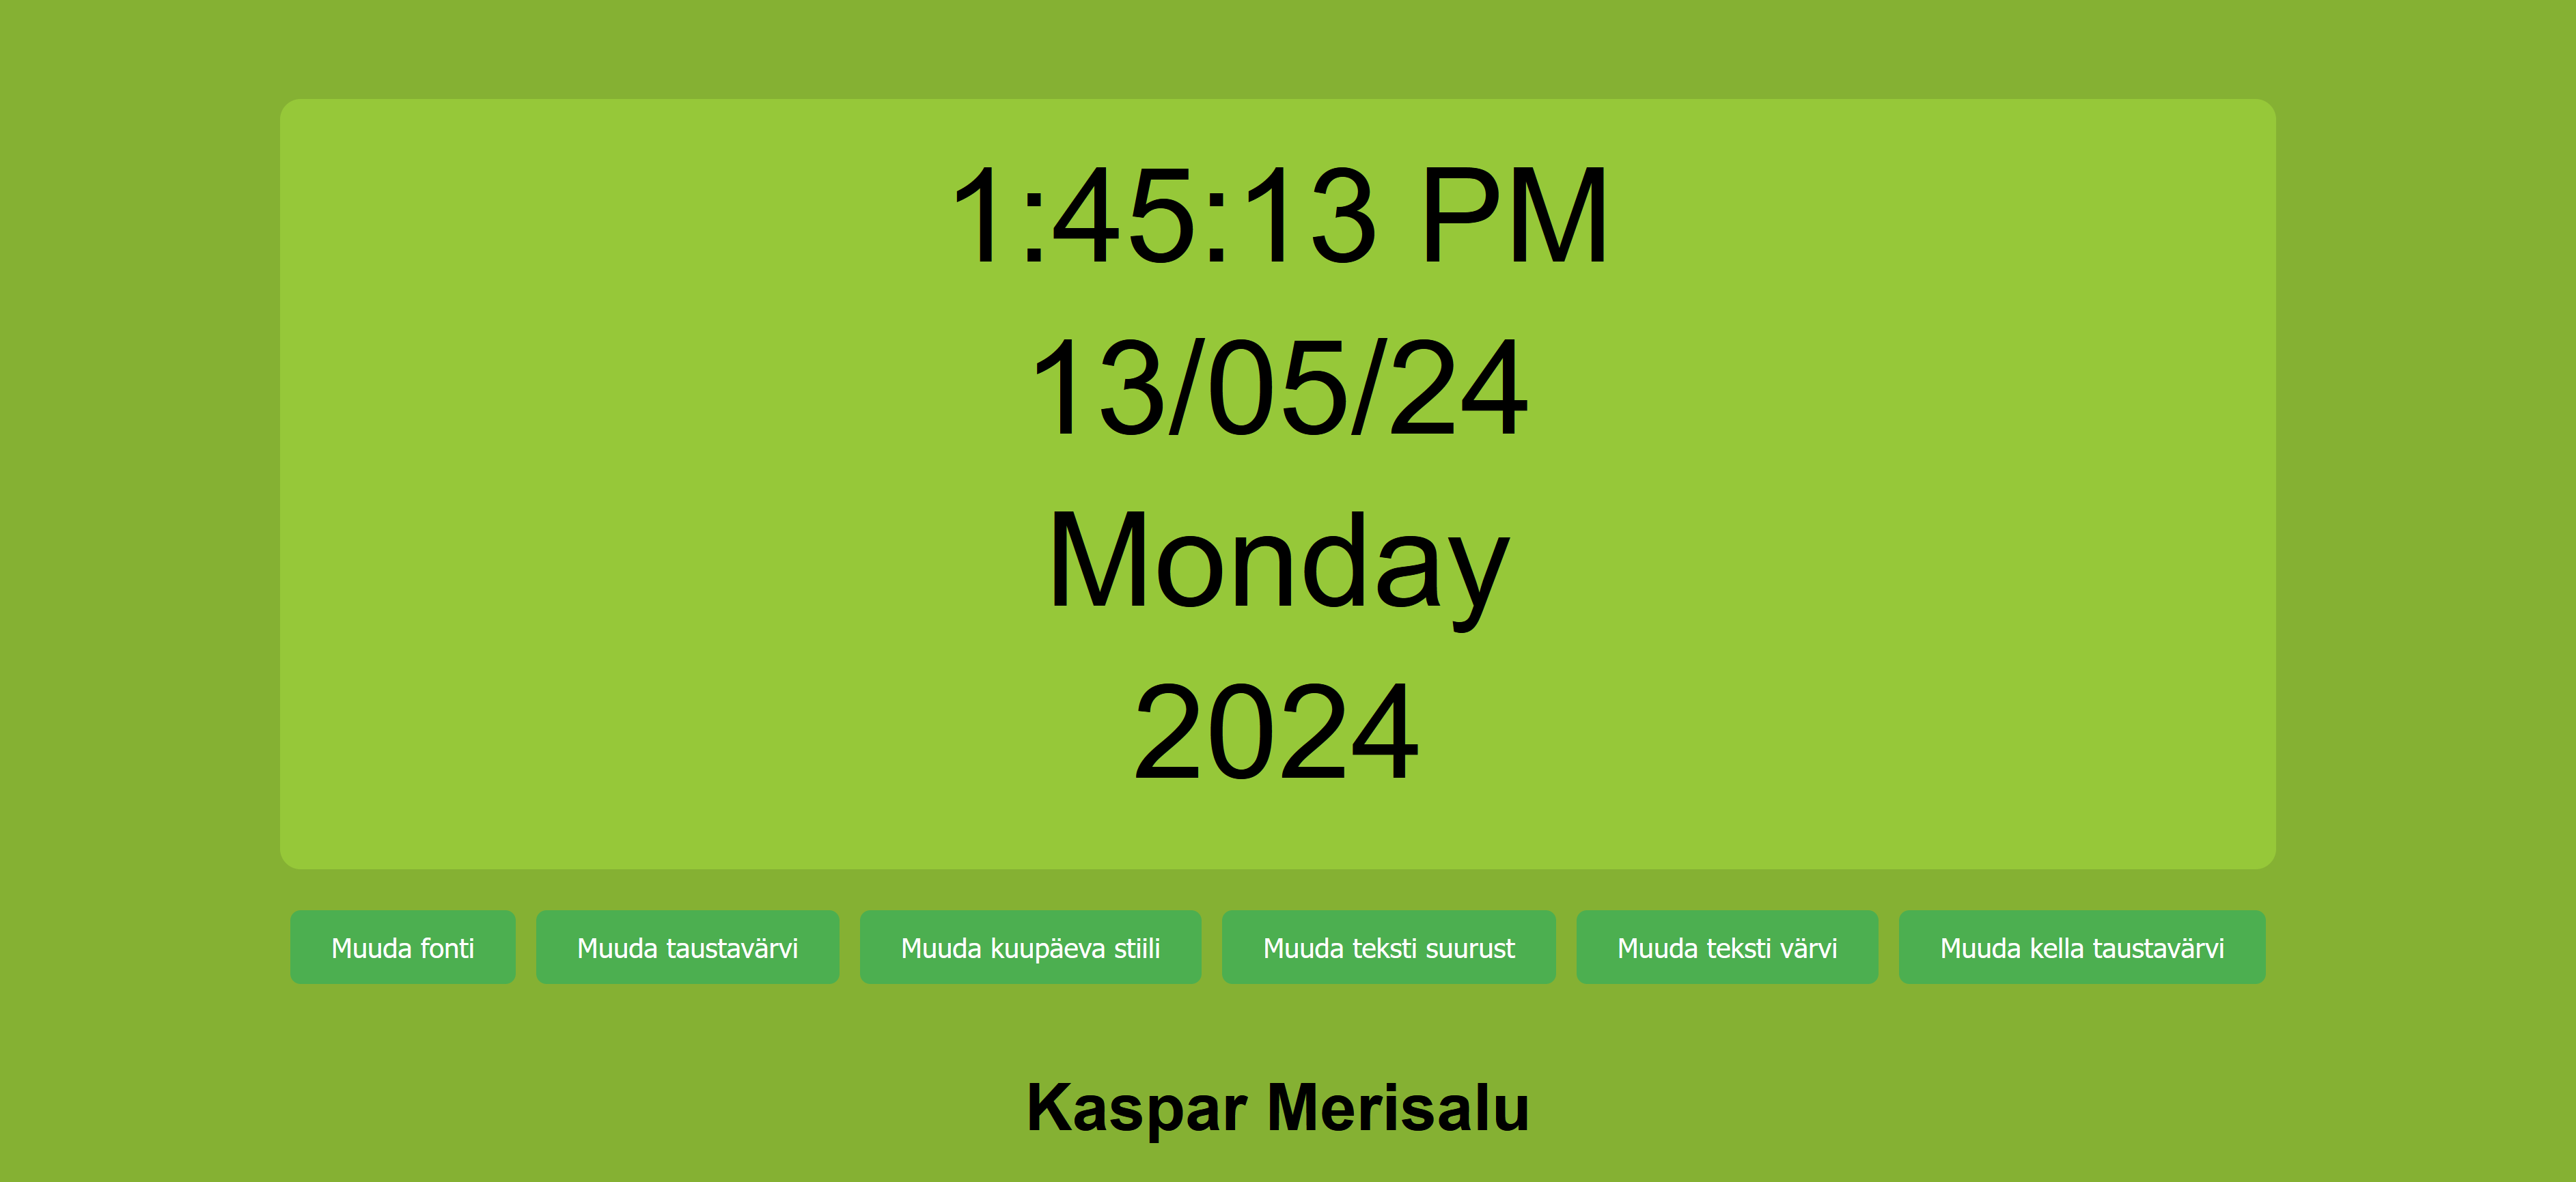 1:45:13 PM
13/05/24
Monday
2024
Muuda fonti
Muuda taustavärvi
Muuda kuupäeva stiili
Muuda teksti suurust
Muuda teksti värvi
Muuda kella taustavärvi
Kaspar Merisalu